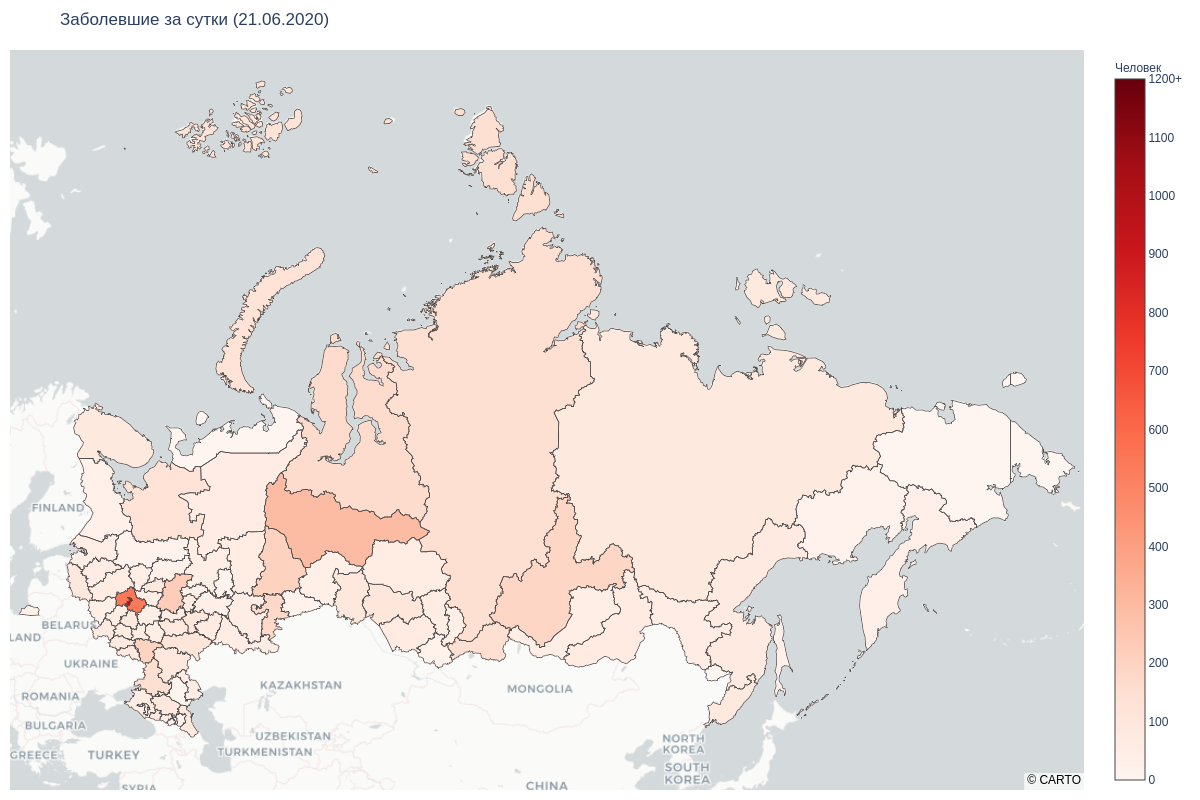 Заболевшие за сутки (21.06.2020)
Человек
1200+
1100
1000
900
800
700
600
500
400
300
200
100
0
FINLAND
BELARUS
LAND
UKRAINE
ROMANIA
BULGARIA
GREECE
TURKEY
SYRIA
KAZAKHSTAN
UZBEKISTAN
TURKMENISTAN
MONGOLIA
CHINA
NORTH
KOREA
SOUTH
KOREA
© CARTO